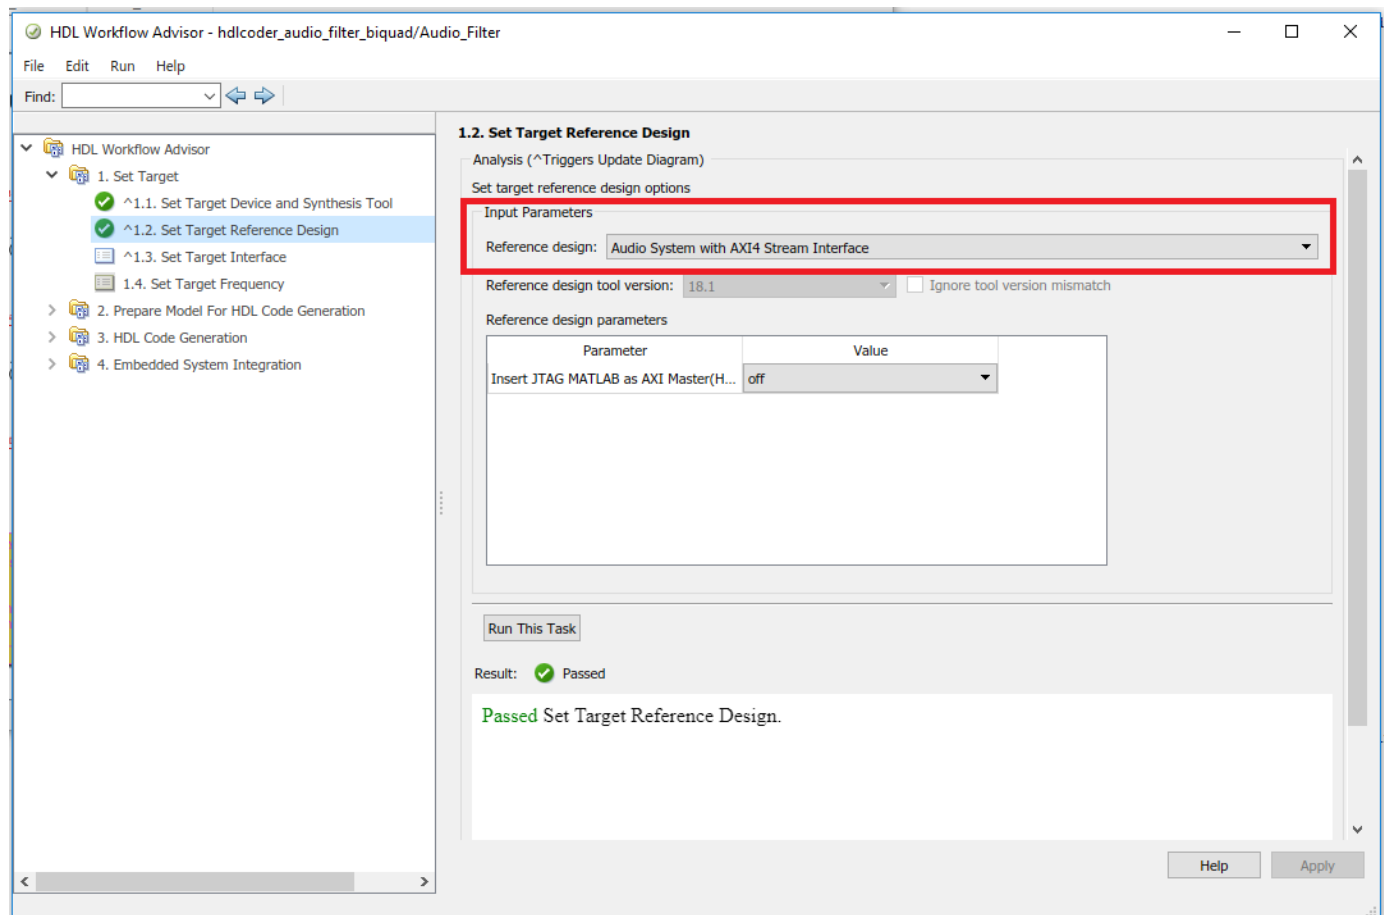 HDL Workflow Advisor - hdlcoder_audio_filter_biquad/Audio_Filter
File Edit Run Help
Find:
HDL Workflow Advisor
1. Set Target
^1.1. Set Target Device and Synthesis Tool
^1.2. Set Target Reference Design
^1.3. Set Target Interface
1.4. Set Target Frequency
2. Prepare Model For HDL Code Generation
3. HDL Code Generation
4. Embedded System Integration
1.2. Set Target Reference Design
Analysis (^Triggers Update Diagram)
Set target reference design options
Input Parameters
Reference design: Audio System with AXI4 Stream Interface
Reference design tool version: 18.1 Ignore tool version mismatch
Reference design parameters
Parameter Value
Insert JTAG MATLAB as AXI Master(H... off
Run This Task
Result: Passed
Passed Set Target Reference Design.
Help Apply